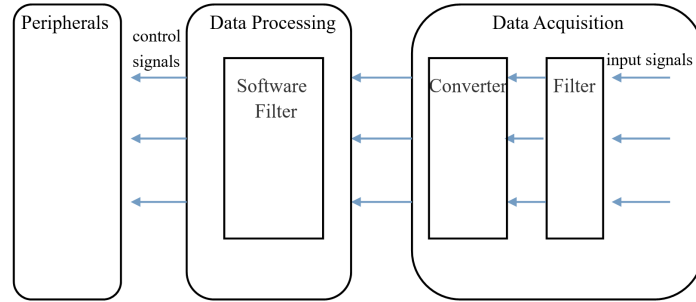 Peripherals
control
signals
Data Processing
Software
Filter
Data Acquisition
Converter
Filter
input signals